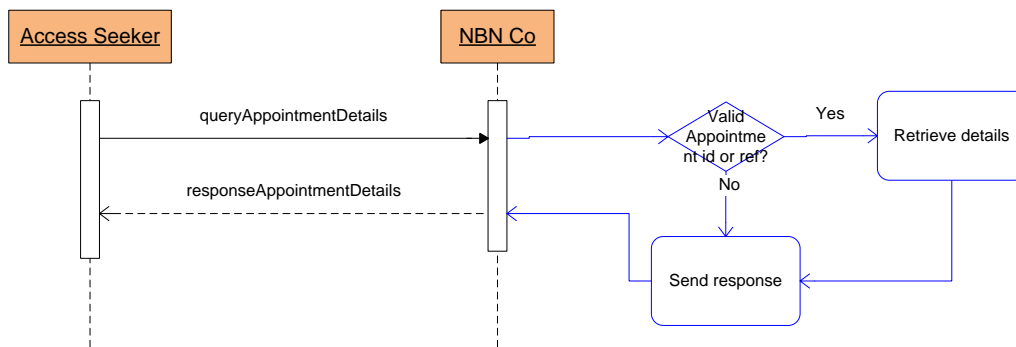 Access Seeker
NBN Co
queryAppointmentDetails
Valid
Appointme
nt id or ref?
Yes
Retrieve details
responseAppointmentDetails
No
Send response